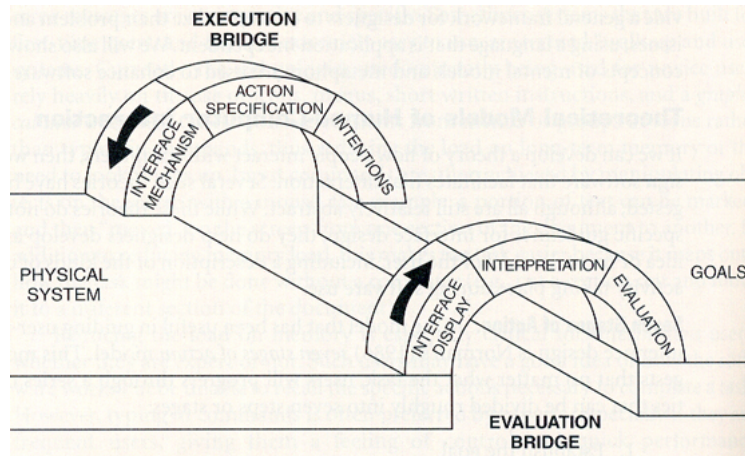 EXECUTION
BRIDGE
ACTION
SPECIFICATION
INTERFACE
MECHANISM
INTENTIONS
PHYSICAL
SYSTEM
INTERPRETATION
INTERFACE
DISPLAY
EVALUATION
GOALS
EVALUATION
BRIDGE